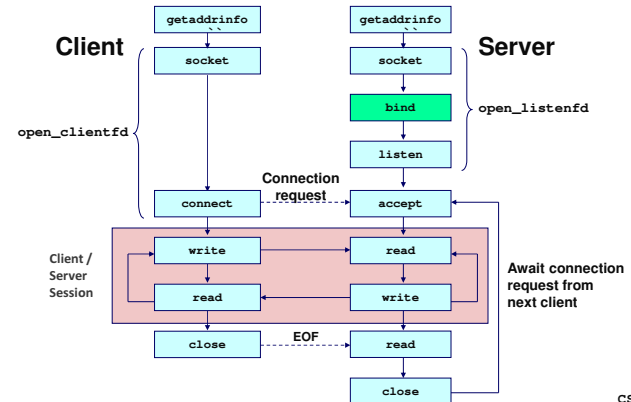 getaddrinfo
``
getaddrinfo
``
Client
Server
socket
socket
bind
open_clientfd
open_listenfd
listen
Connection
request
connect
accept
Client /
Server
Session
write
read
read
write
Await connection
request from
next client
close
EOF
read
close
CS